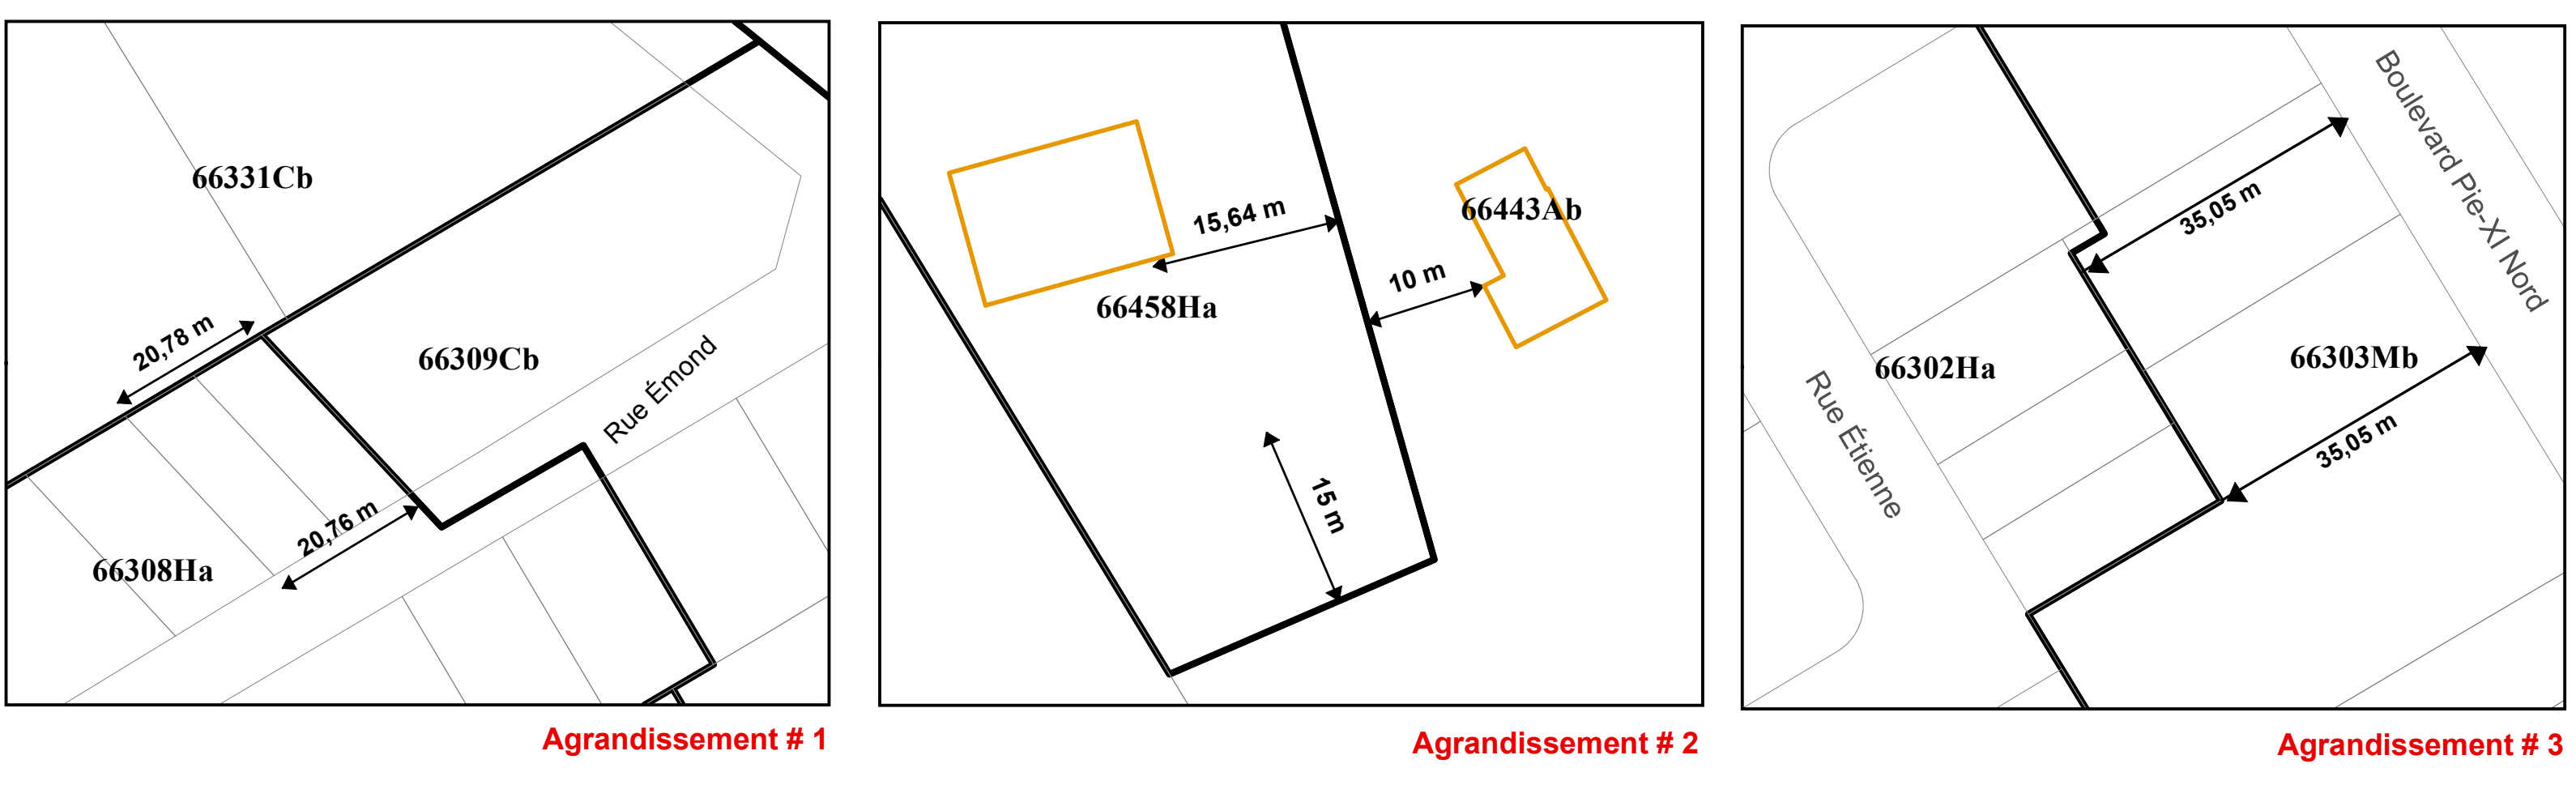 66331Cb
20,78 m
66309Cb
Rue Émond
20,76 m
66308Ha
Agrandissement # 1
15,64 m
66443Ab
10 m
66458Ha
15 m
Agrandissement # 2
Boulevard Pie-XI Nord
35,05 m
66302Ha
66303Mb
Rue Étienne
35,05 m
Agrandissement # 3